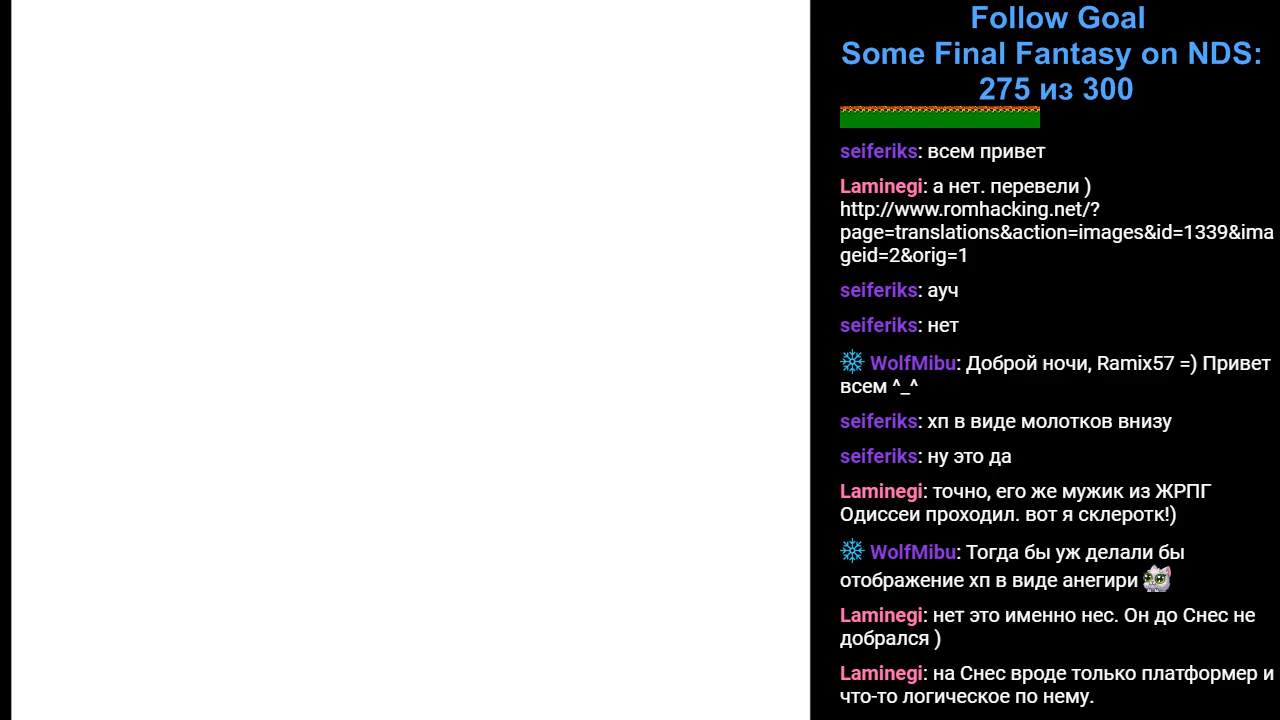 Follow Goal
Some Final Fantasy on NDS:
275 из 300
seiferiks: всем привет
Laminegi: а нет. перевели )
http://www.romhacking.net/?
page=translations&action=images&id=1339&ima
geid=2&orig=1
seiferiks: ауч
seiferiks: нет
WolfMibu: Доброй ночи, Ramix57 =) Привет
всем ^_^
seiferiks: хп в виде молотков внизу
seiferiks: ну это да
Laminegi: точно, его же мужик из ЖРПГ
Одиссеи проходил. вот я склеротк!)
WolfMibu: Тогда бы уж делали бы
отображение хп в виде анегири
Laminegi: нет это именно нес. Он до Снес не
добрался )
Laminegi: на Снес вроде только платформер и
что-то логическое по нему.